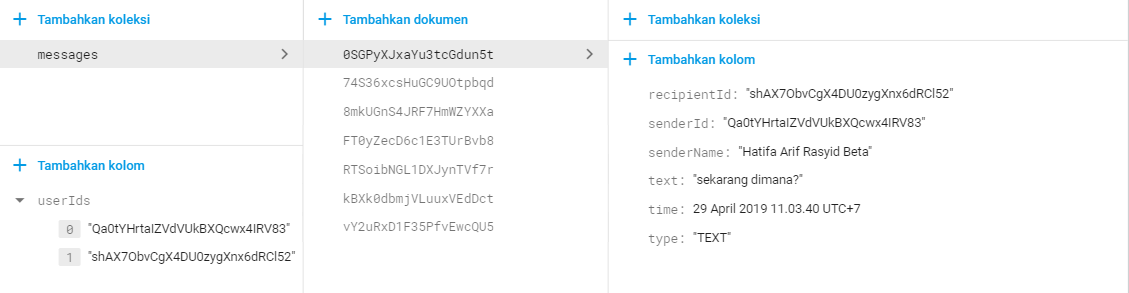 Tambahkan koleksi
messages
Tambahkan kolom
userIds
0 "Qa0tYHrtaIZVdVUkBXQcwx4IRV83"
1 "shAX7ObvCgX4DU0zygXnx6dRCl52"
Tambahkan dokumen
0SGPyXJxaYu3tcGdun5t
74S36xcsHuGC9UOtpbqd
8mkUGnS4JRF7HmWZYXXa
FT0yZecD6c1E3TUrBvb8
RTSoibNGL1DXJynTVf7r
kBXk0dbmjVLuuxVEdDct
vY2uRxD1F35PfvEwcQU5
Tambahkan koleksi
Tambahkan kolom
recipientId: "shAX7ObvCgX4DU0zygXnx6dRCl52"
senderId: "Qa0tYHrtaIZVdVUkBXQcwx4IRV83"
senderName: "Hatifa Arif Rasyid Beta"
text: "sekarang dimana?"
time: 29 April 2019 11.03.40 UTC+7
type: "TEXT"